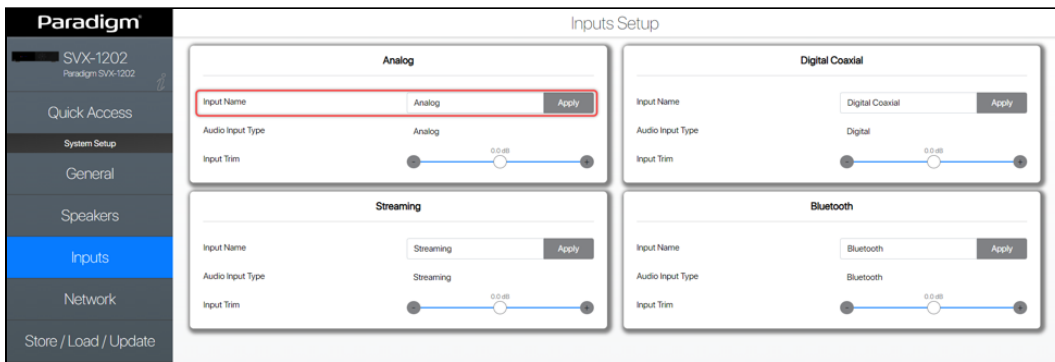 Paradigm
SVX-1202
Paradigm SVX-1202
i
Quick Access
System Setup
General
Speakers
Inputs
Network
Store / Load / Update
Inputs Setup
Analog
Input Name Analog Apply
Audio Input Type Analog
Input Trim - 0.0 dB +
Digital Coaxial
Input Name Digital Coaxial Apply
Audio Input Type Digital
Input Trim - 0.0 dB +
Streaming
Input Name Streaming Apply
Audio Input Type Streaming
Input Trim - 0.0 dB +
Bluetooth
Input Name Bluetooth Apply
Audio Input Type Bluetooth
Input Trim - 0.0 dB +